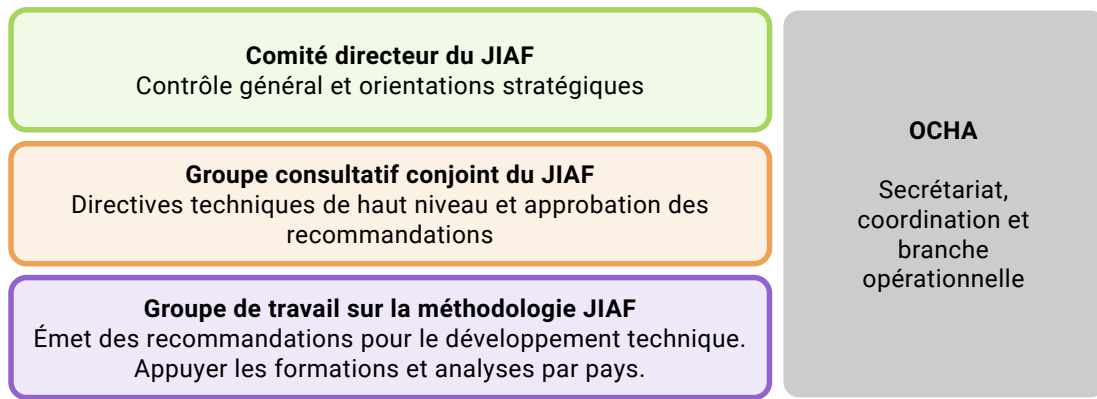 Comité directeur du JIAF
Contrôle général et orientations stratégiques
Groupe consultatif conjoint du JIAF
Directives techniques de haut niveau et approbation des
recommandations
Groupe de travail sur la méthodologie JIAF
Émet des recommandations pour le développement technique.
Appuyer les formations et analyses par pays.
OCHA
Secrétariat,
coordination et
branche
opérationnelle